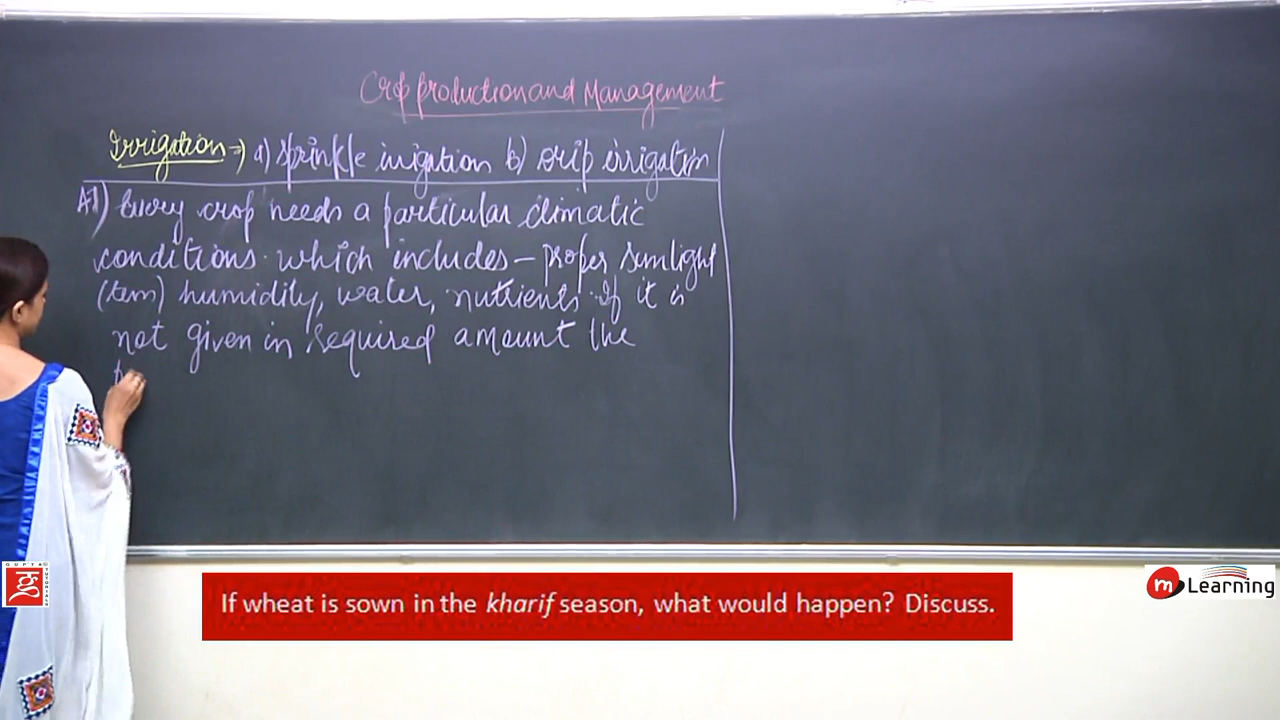 Crop production and Management
Irrigation → a) sprinkle irrigation b) drip irrigation
A1) Every crop needs a particular climatic
conditions. which includes – proper sunlight
(tem) humidity, water, nutrients. If it is
not given in required amount the
If wheat is sown in the kharif season, what would happen? Discuss.
GUPTA TUTORIALS
m Learning